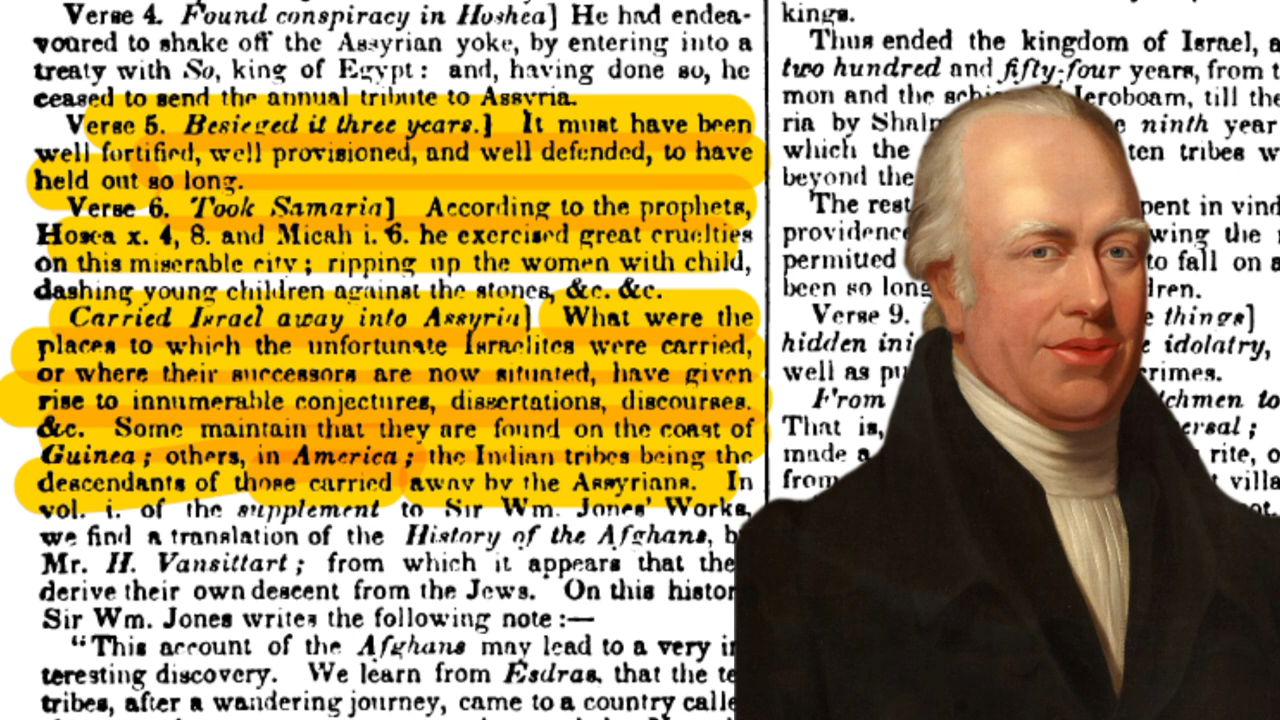 Verse 4. Found conspiracy in Hoshea] He had endea-
voured to shake off the Assyrian yoke, by entering into a
treaty with So, king of Egypt: and, having done so, he
ceased to send the annual tribute to Assyria.
Verse 5. Besieged it three years.] It must have been
well fortified, well provisioned, and well defended, to have
held out so long.
Verse 6. Took Samaria] According to the prophets,
Hosea x. 4, 8. and Micah i. 6. he exercised great cruelties
on this miserable city; ripping up the women with child,
dashing young children against the stones, &c. &c.
Carried Israel away into Assyria] What were the
places to which the unfortunate Israelites were carried,
or where their successors are now situated, have given
rise to innumerable conjectures, dissertations, discourses,
&c. Some maintain that they are found on the coast of
Guinea; others, in America; the Indian tribes being the
descendants of those carried away by the Assyrians. In
vol. i. of the supplement to Sir Wm. Jones' Works,
we find a translation of the History of the Afghans, b
Mr. H. Vansittart; from which it appears that the
derive their own descent from the Jews. On this histor
Sir Wm. Jones writes the following note:—
"This account of the Afghans may lead to a very in
teresting discovery. We learn from Esdras, that the te
tribes, after a wandering journey, came to a country calle
kings.
Thus ended the kingdom of Israel, a
two hundred and fifty-four years, from t
mon and the Jeroboam, till the
ria by Shalm ninth year
which the ten tribes w
beyond the
The rest pent in vind
providence wing the
permitted to fall on a
been so long dren.
Verse 9. things]
hidden ini idolatry,
well as pu crimes.
From tchmen to
That is, ersal;
made a rite, o
from villa